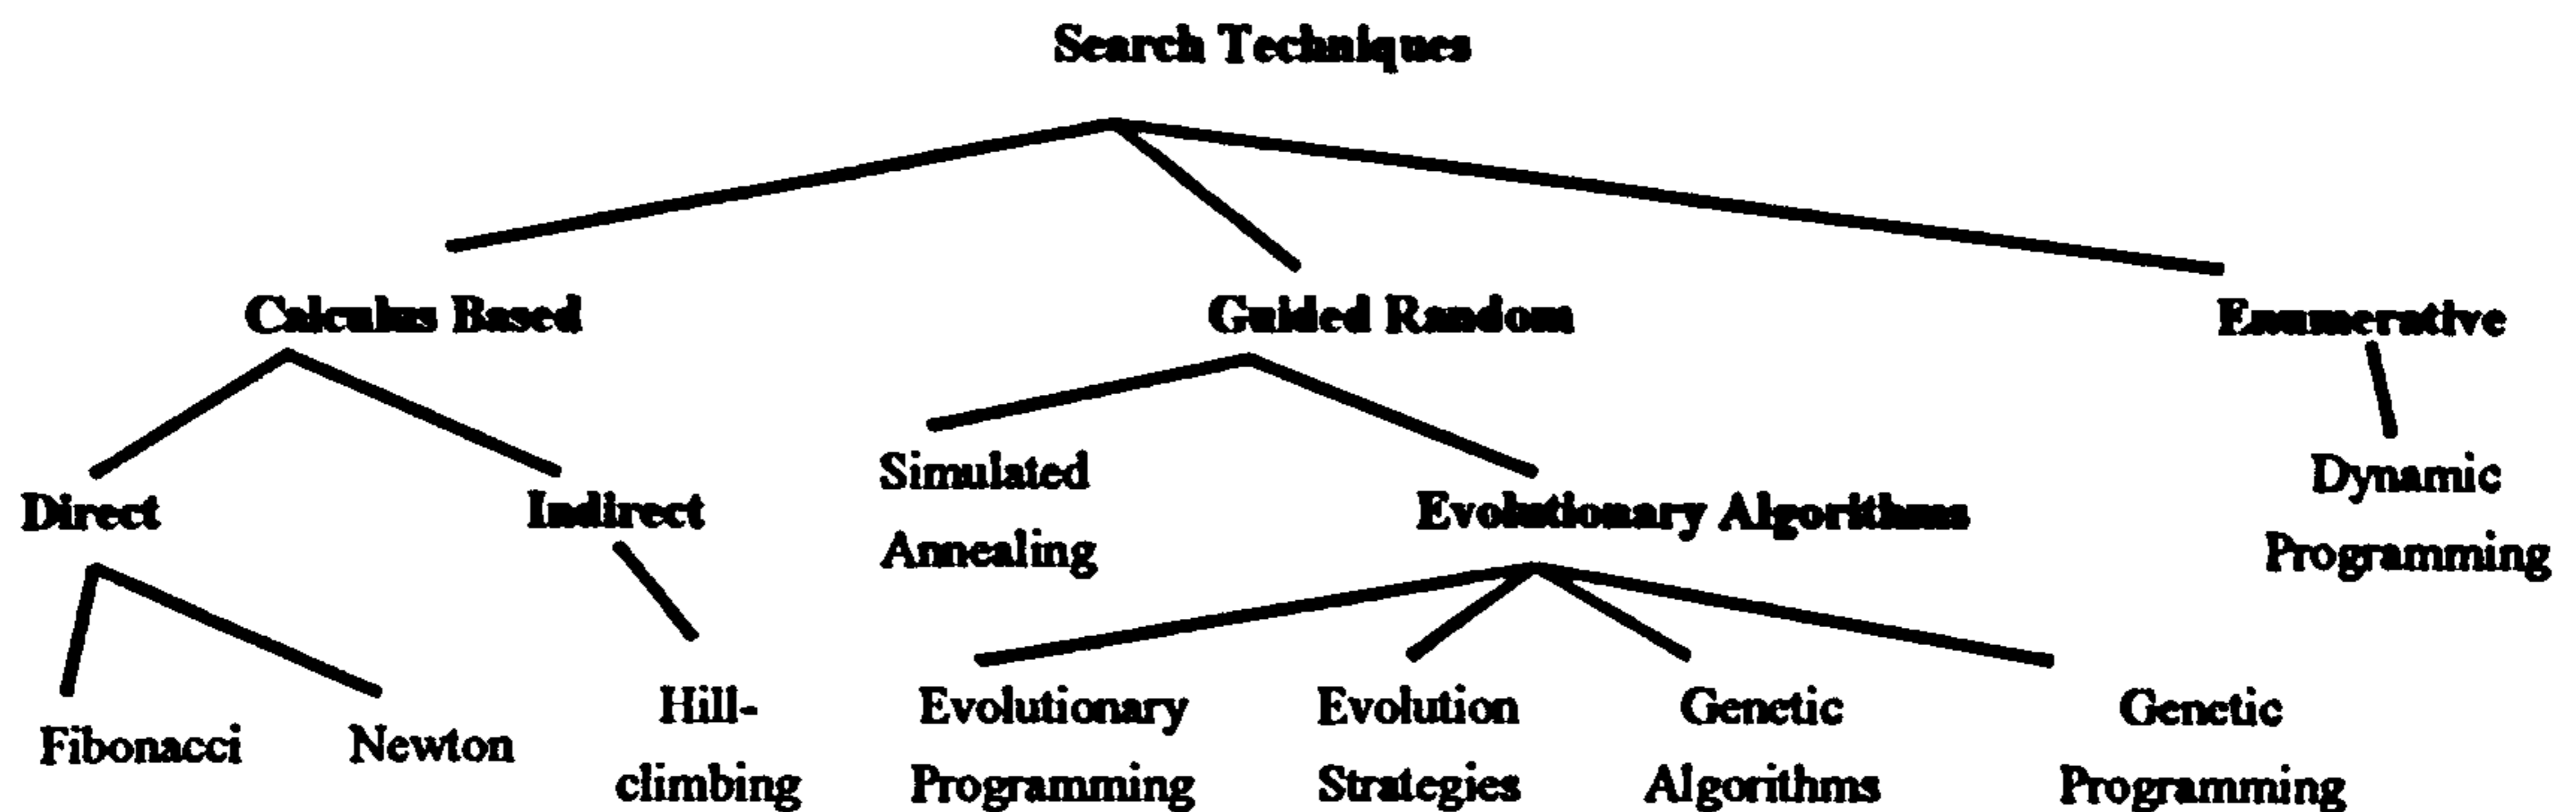 Search Techniques
Calculus Based
Guided Random
Enumerative
Direct
Indirect
Simulated
Annealing
Evolutionary Algorithms
Dynamic
Programming
Fibonacci
Newton
Hill-
climbing
Evolutionary
Programming
Evolution
Strategies
Genetic
Algorithms
Genetic
Programming